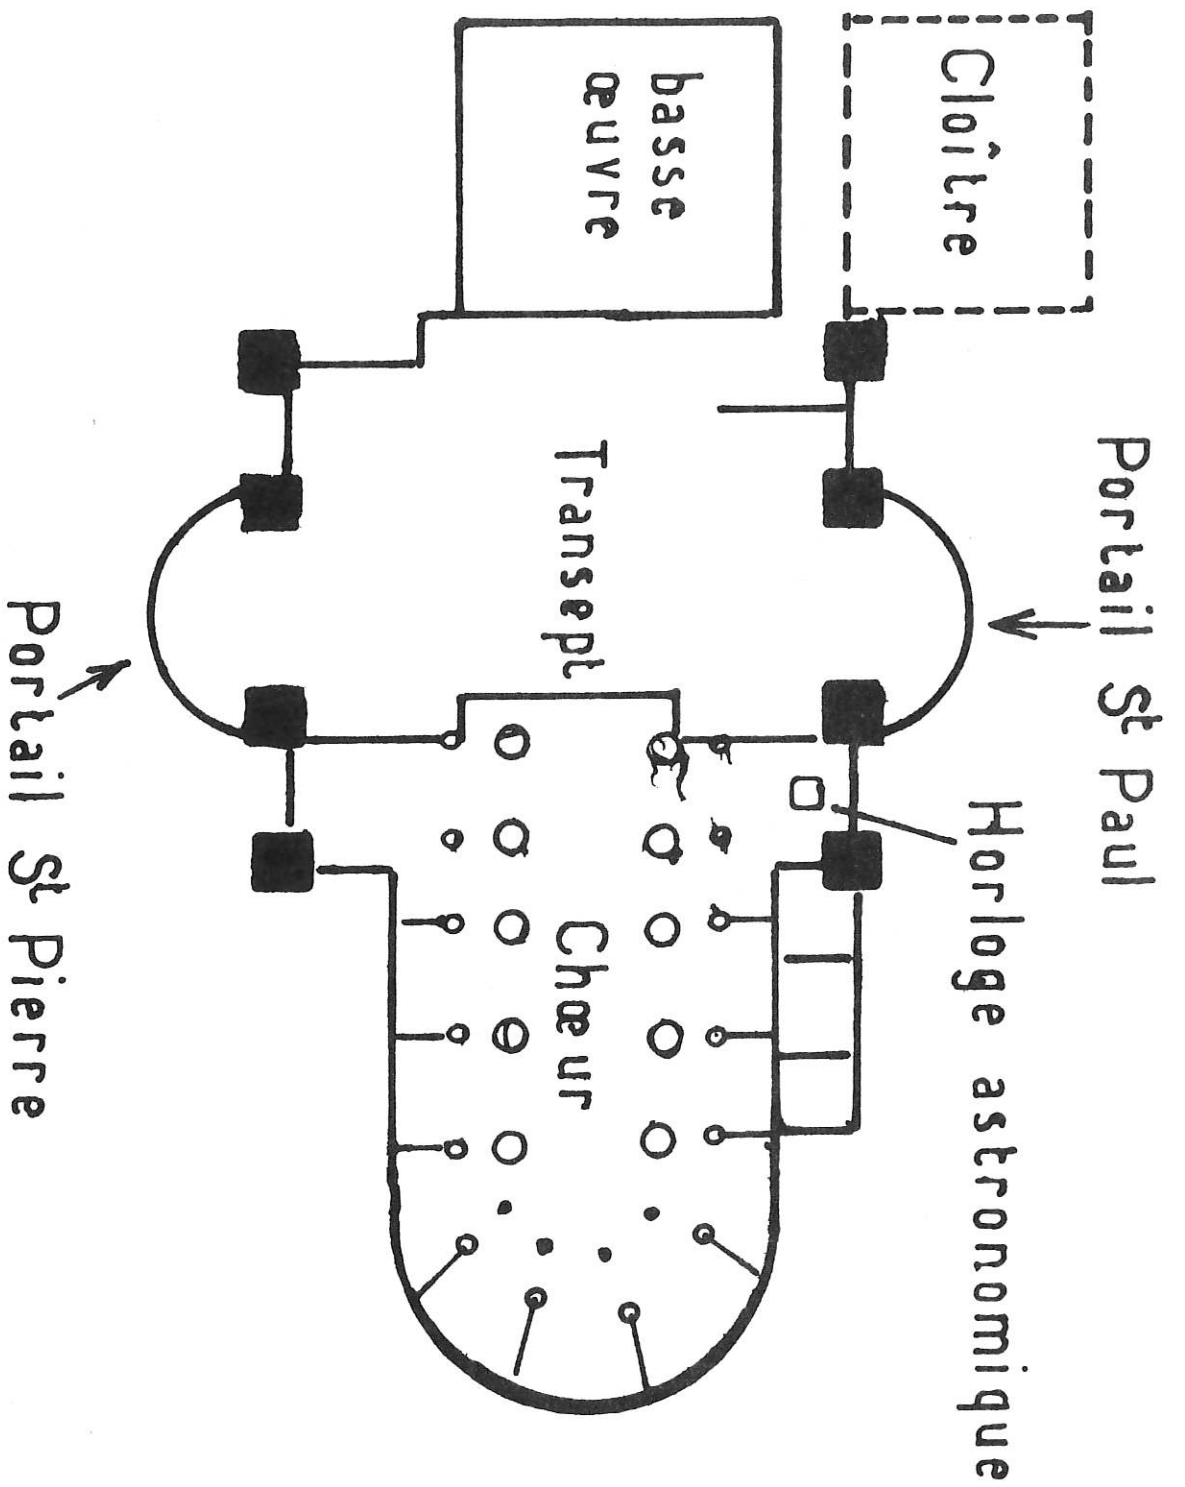 Cloître
basse
œuvre
Portail St Paul
Transept
Horloge astronomique
Chœur
Portail St Pierre